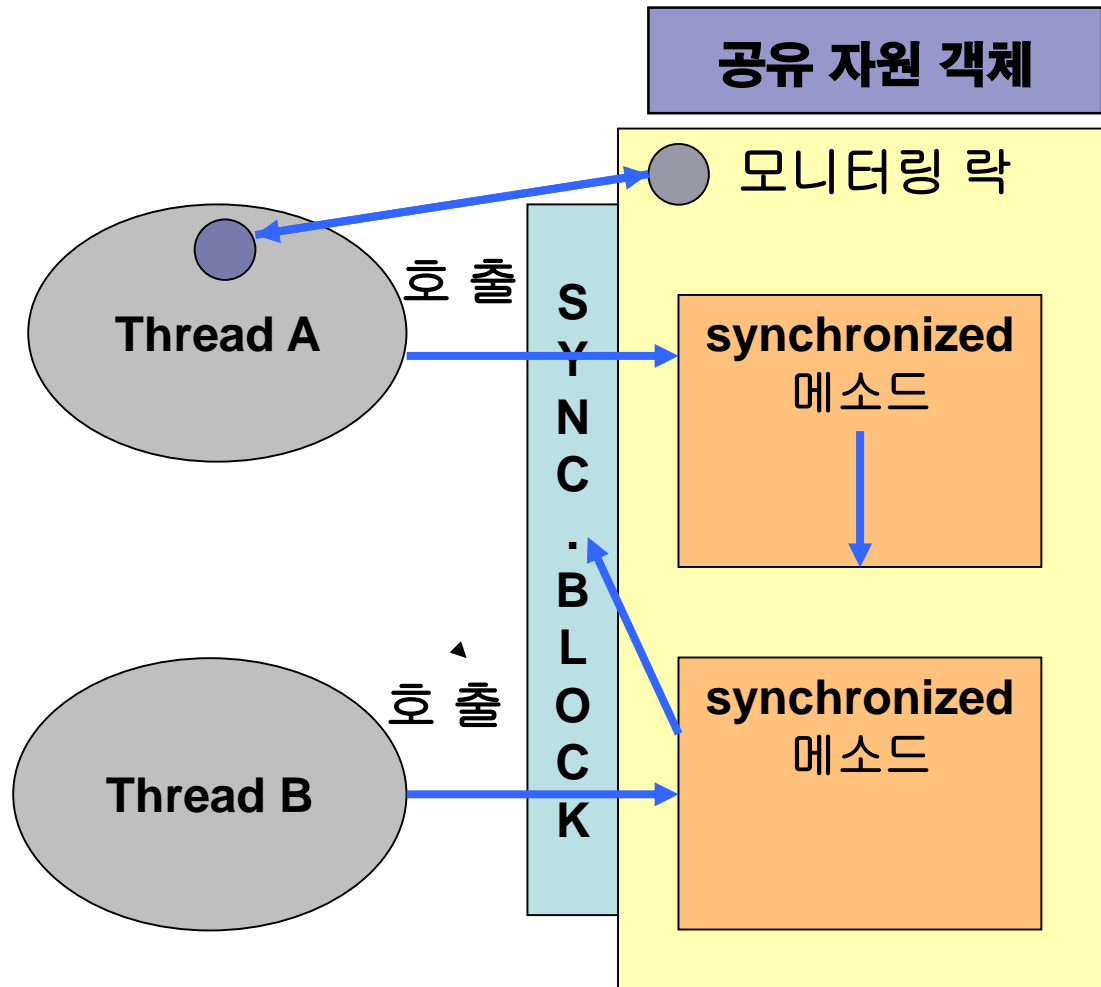 공유 자원 객체
모니터링 락
호 출
Thread A
synchronized
메소드
S
Y
N
C
.
B
L
O
C
K
호 출
Thread B
synchronized
메소드